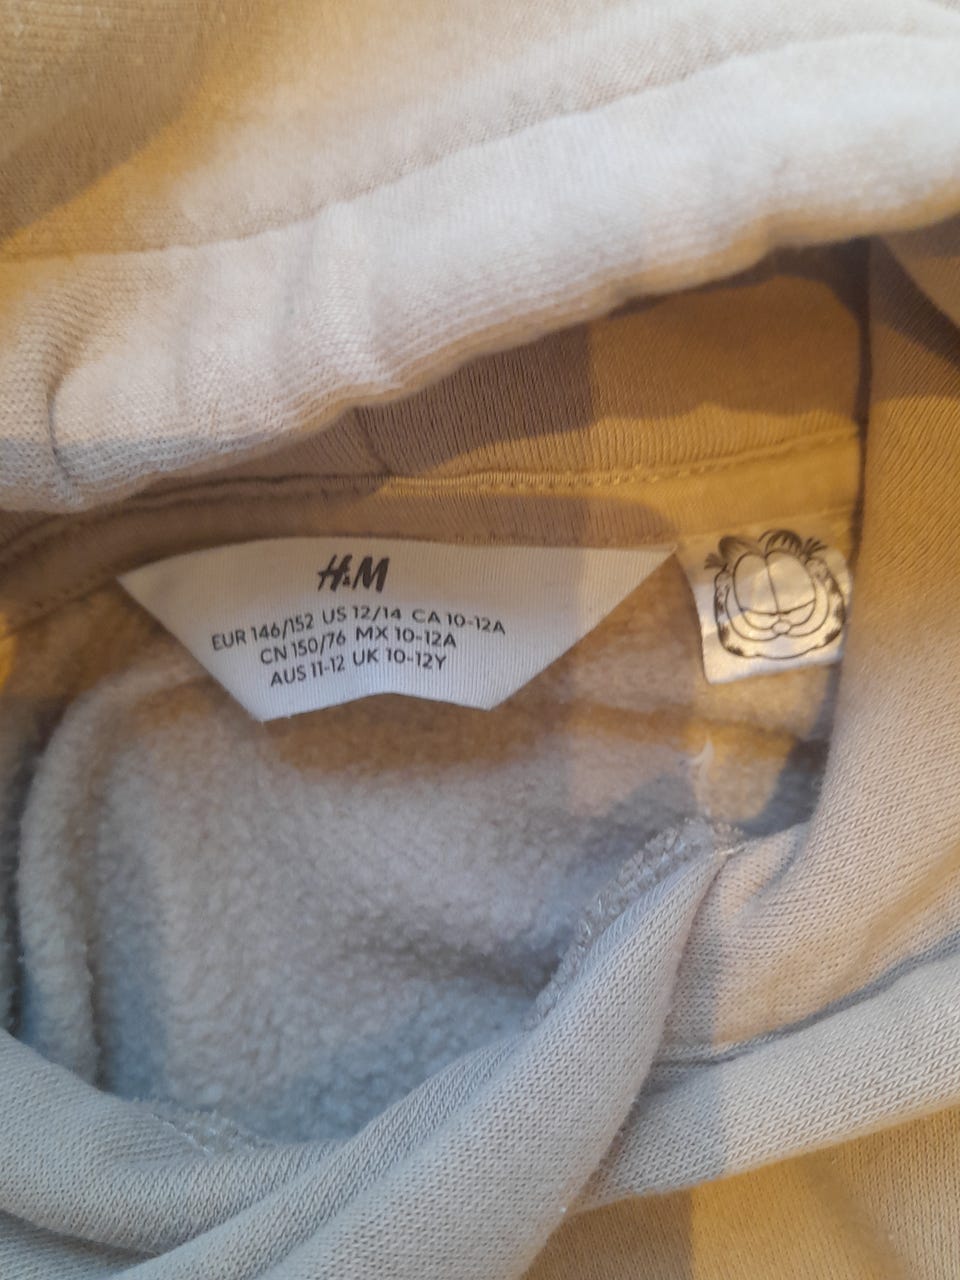 H&M
EUR 146/152 US 12/14 CA 10-12A
CN 150/76 MX 10-12A
AUS 11-12 UK 10-12Y